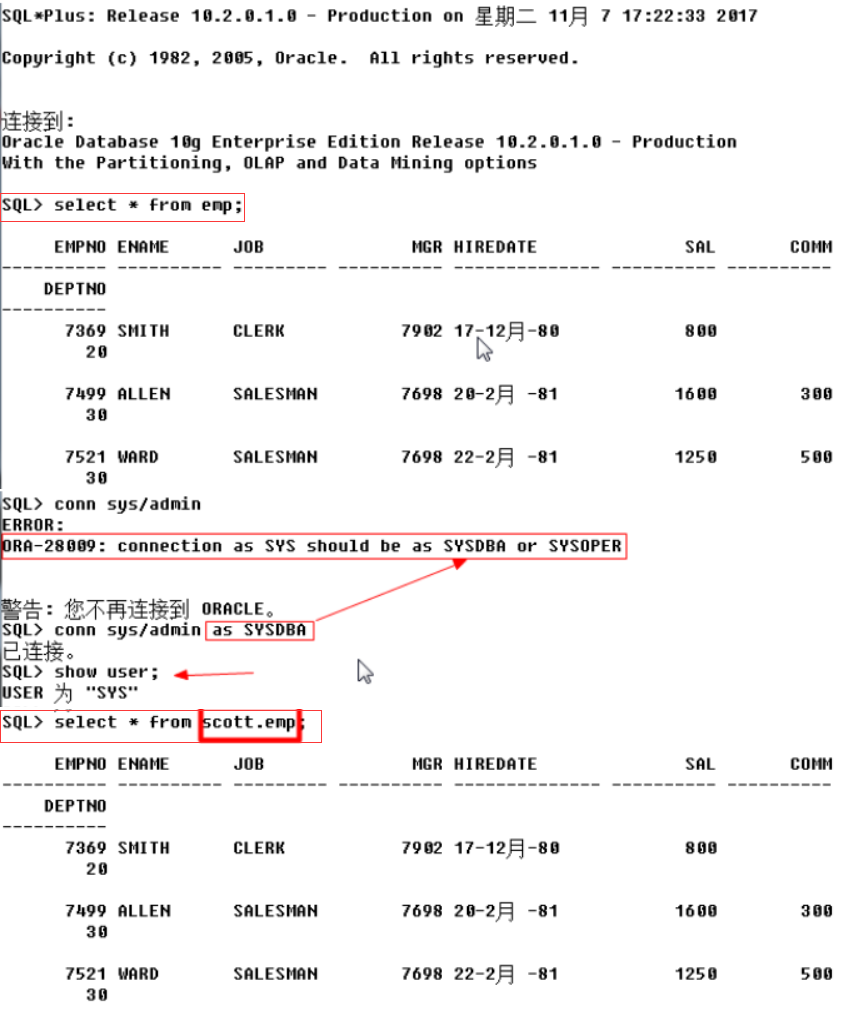 SQL*Plus: Release 10.2.0.1.0 - Production on 星期二 11月 7 17:22:33 2017
Copyright (c) 1982, 2005, Oracle.  All rights reserved.
连接到:
Oracle Database 10g Enterprise Edition Release 10.2.0.1.0 - Production
With the Partitioning, OLAP and Data Mining options
SQL> select * from emp;
     EMPNO ENAME      JOB              MGR HIREDATE              SAL       COMM
---------- ---------- --------- ---------- -------------- ---------- ----------
    DEPTNO
----------
      7369 SMITH      CLERK           7902 17-12月-80            800
        20
      7499 ALLEN      SALESMAN        7698 20-2月 -81           1600        300
        30
      7521 WARD       SALESMAN        7698 22-2月 -81           1250        500
        30
SQL> conn sys/admin
ERROR:
ORA-28009: connection as SYS should be as SYSDBA or SYSOPER
警告: 您不再连接到 ORACLE。
SQL> conn sys/admin as SYSDBA
已连接。
SQL> show user;
USER 为 "SYS"
SQL> select * from scott.emp;
     EMPNO ENAME      JOB              MGR HIREDATE              SAL       COMM
---------- ---------- --------- ---------- -------------- ---------- ----------
    DEPTNO
----------
      7369 SMITH      CLERK           7902 17-12月-80            800
        20
      7499 ALLEN      SALESMAN        7698 20-2月 -81           1600        300
        30
      7521 WARD       SALESMAN        7698 22-2月 -81           1250        500
        30